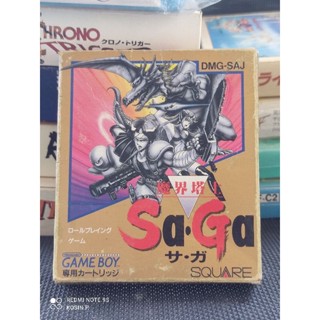 CHRONO
TRIGGER
クロノ・トリガー
DMG-SAJ
魔界塔士
Sa・Ga
サ・ガ
ロールプレイング
ゲーム
Nintendo
GAME BOY
専用カートリッジ
SQUARE
REDMI NOTE 9S